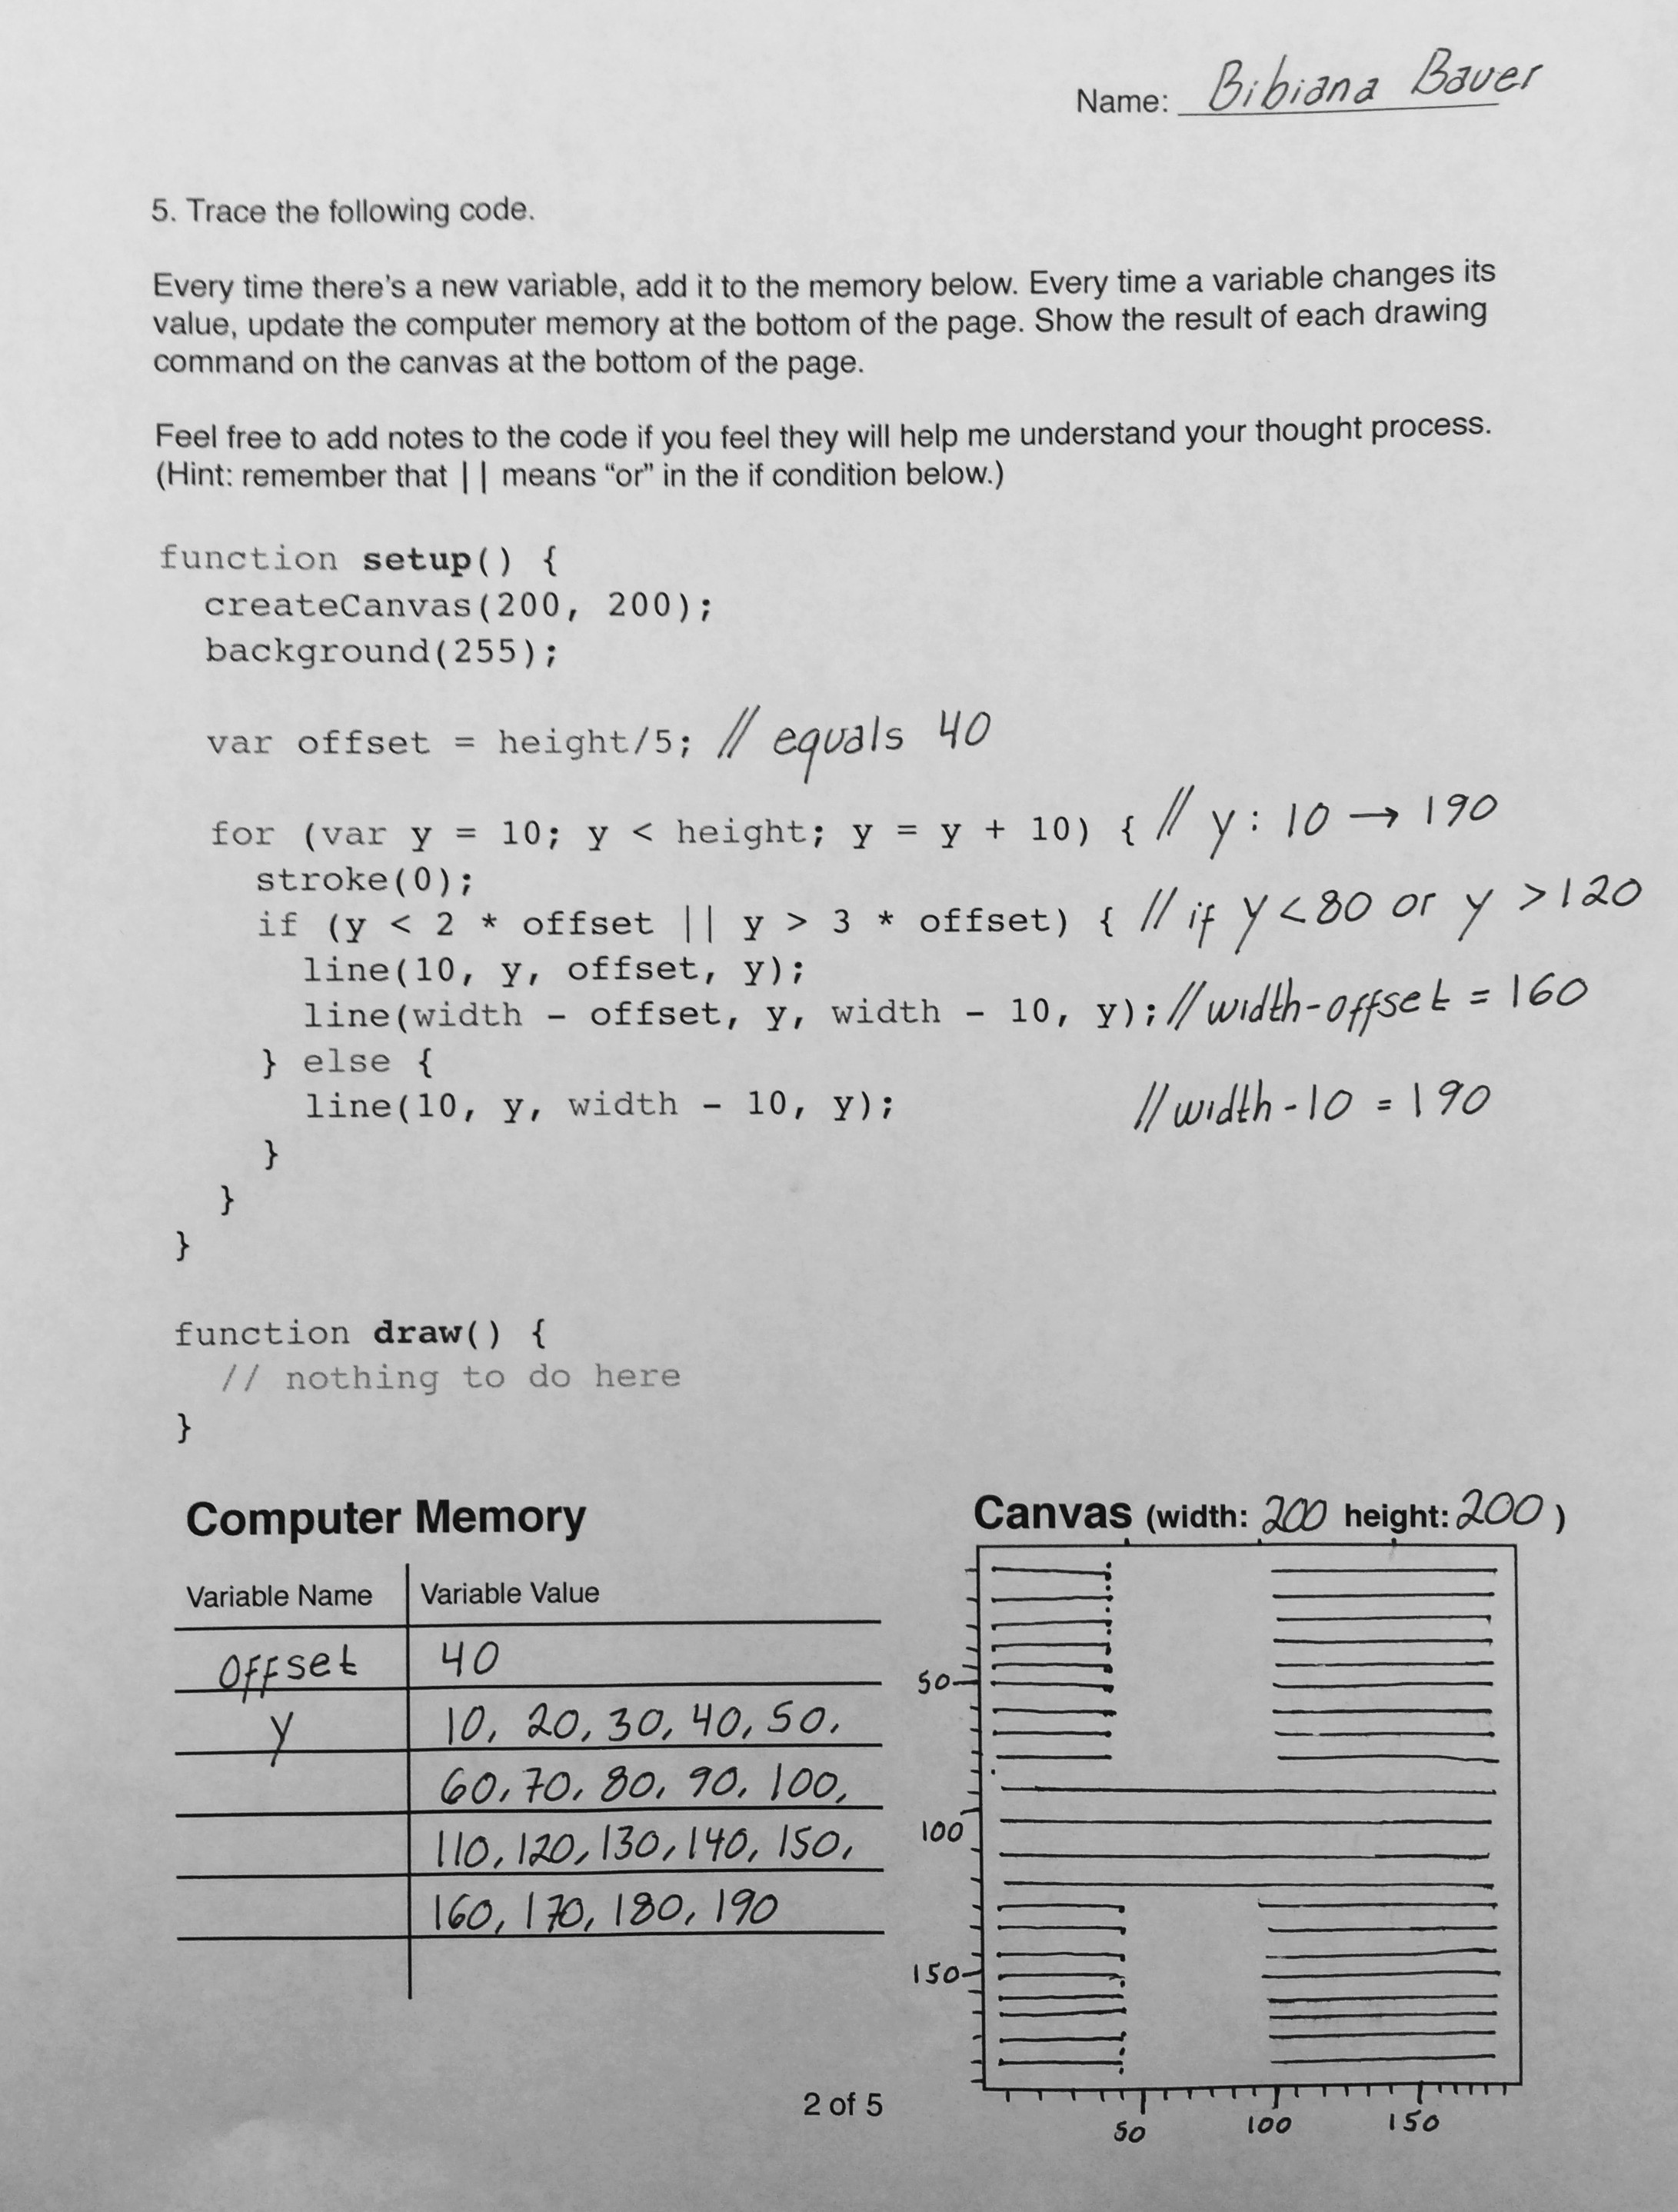 Name: Bibiana Bauer
5. Trace the following code.
Every time there's a new variable, add it to the memory below. Every time a variable changes its
value, update the computer memory at the bottom of the page. Show the result of each drawing
command on the canvas at the bottom of the page.
Feel free to add notes to the code if you feel they will help me understand your thought process.
(Hint: remember that || means “or” in the if condition below.)
function setup() {
createCanvas(200, 200);
background(255);
var offset = height/5; // equals 40
for (var y = 10; y < height; y = y + 10) { // y: 10 → 190
stroke(0);
if (y < 2 * offset || y > 3 * offset) { // if y < 80 or y > 120
line(10, y, offset, y);
line(width - offset, y, width - 10, y); // width-offset = 160
} else {
line(10, y, width - 10, y); // width-10 = 190
}
}
}
function draw() {
// nothing to do here
}
Computer Memory
Variable Name Variable Value
offset 40
y 10, 20, 30, 40, 50,
60, 70, 80, 90, 100,
110, 120, 130, 140, 150,
160, 170, 180, 190
Canvas (width: 200 height: 200)
50
100
150
50 100 150
2 of 5